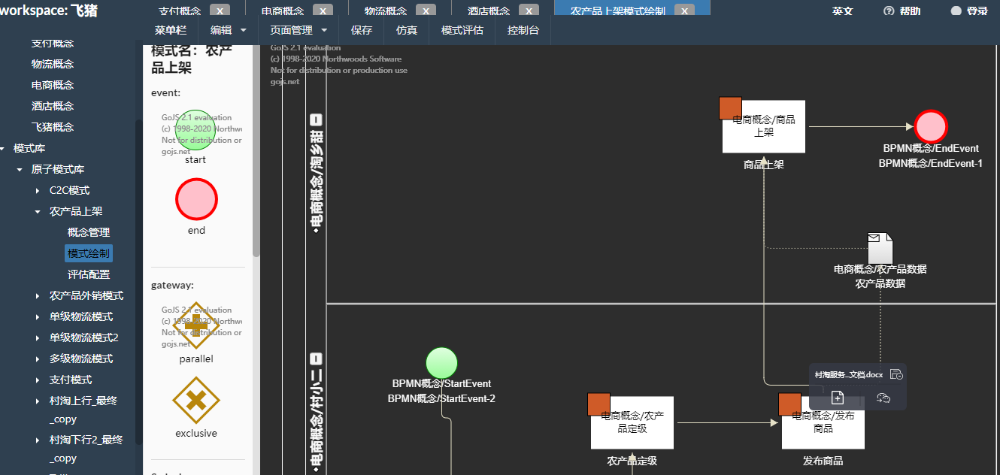 workspace: 飞猪
支付概念 X
电商概念 X
物流概念 X
酒店概念 X
农产品上架模式绘制 X
英文
帮助
登录
菜单栏
编辑
页面管理
保存
仿真
模式评估
控制台
支付概念
物流概念
电商概念
酒店概念
飞猪概念
模式库
原子模式库
C2C模式
农产品上架
概念管理
模式绘制
评估配置
农产品外销模式
单级物流模式
单级物流模式2
多级物流模式
支付模式
村淘上行_最终
_copy
村淘下行2_最终
_copy
模式名：农产
品上架
event:
GoJS 2.1 evaluation
(c) 1998-2020 Northwo
Not for distribution or
gojs.net
start
end
gateway:
GoJS 2.1 evaluation
(c) 1998-2020 Northwo
Not for distribution or
gojs.net
parallel
exclusive
GoJS 2.1 evaluation
(c) 1998-2020 Northwoods Software
Not for distribution or production use
gojs.net
电商概念/淘乡甜
电商概念/商品
上架
商品上架
BPMN概念/EndEvent
BPMN概念/EndEvent-1
电商概念/农产品数据
农产品数据
电商概念/村小二
BPMN概念/StartEvent
BPMN概念/StartEvent-2
电商概念/农产
品定级
农产品定级
村淘服务_文档.docx
电商概念/发布
商品
发布商品